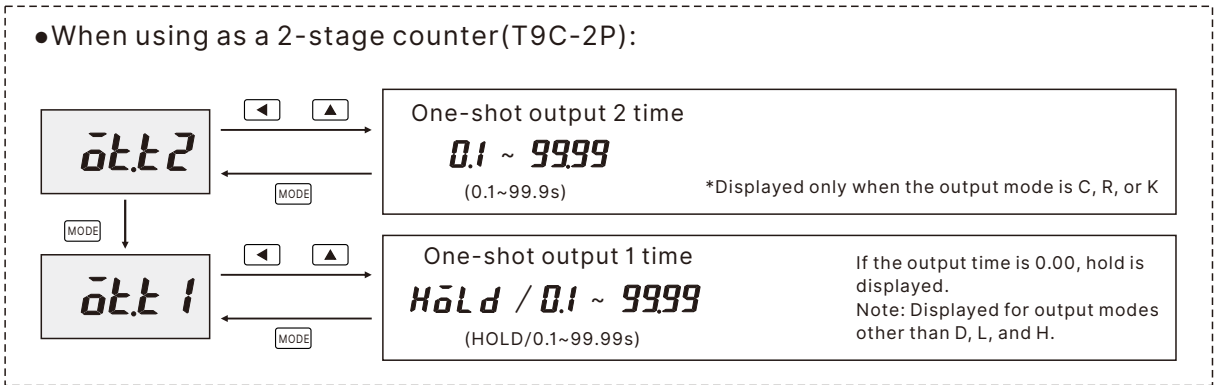 ●When using as a 2-stage counter(T9C-2P):
ot.t2
MODE
One-shot output 2 time
0.1 ~ 99.99
(0.1~99.9s)
*Displayed only when the output mode is C, R, or K
MODE
ot.t1
MODE
One-shot output 1 time
Hold / 0.1 ~ 99.99
(HOLD/0.1~99.99s)
If the output time is 0.00, hold is
displayed.
Note: Displayed for output modes
other than D, L, and H.